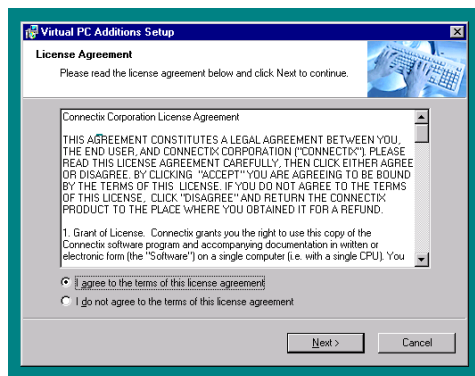 Virtual PC Additions Setup
License Agreement
Please read the license agreement below and click Next to continue.
Connectix Corporation License Agreement
THIS AGREEMENT CONSTITUTES A LEGAL AGREEMENT BETWEEN YOU,
THE END USER, AND CONNECTIX CORPORATION ("CONNECTIX"). PLEASE
READ THIS LICENSE AGREEMENT CAREFULLY, THEN CLICK EITHER AGREE
OR DISAGREE. BY CLICKING "ACCEPT" YOU ARE AGREEING TO BE BOUND
BY THE TERMS OF THIS LICENSE. IF YOU DO NOT AGREE TO THE TERMS
OF THIS LICENSE, CLICK "DISAGREE" AND RETURN THE CONNECTIX
PRODUCT TO THE PLACE WHERE YOU OBTAINED IT FOR A REFUND.
1. Grant of License. Connectix grants you the right to use this copy of the
Connectix software program and accompanying documentation in written or
electronic form (the "Software") on a single computer (i.e. with a single CPU). You
I agree to the terms of this license agreement
I do not agree to the terms of this license agreement
Next >
Cancel